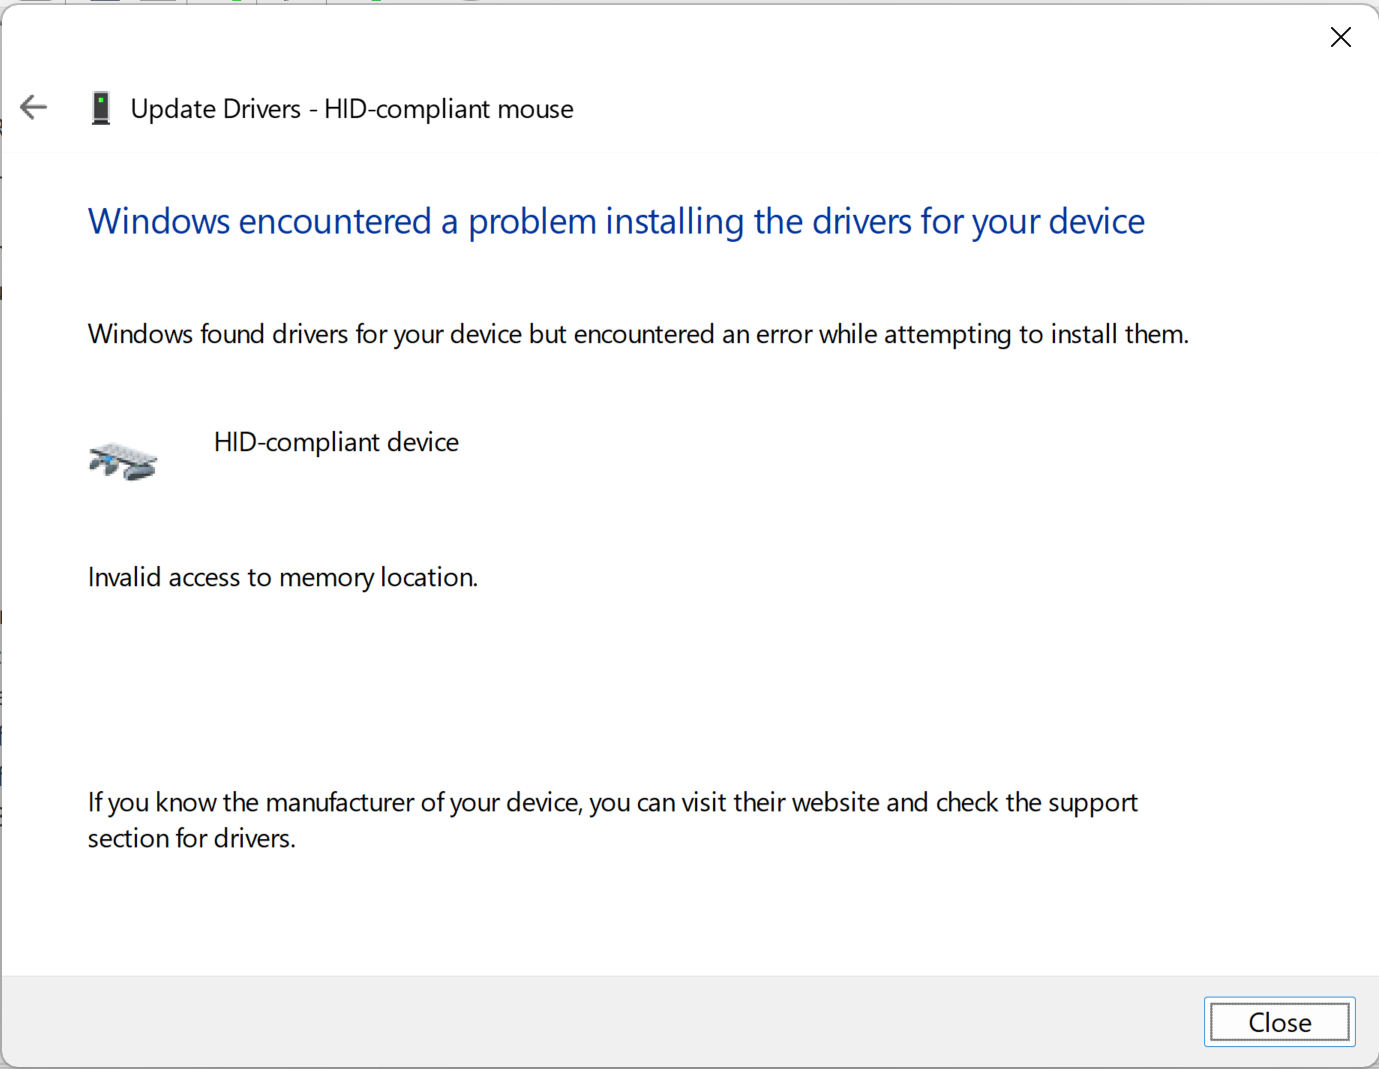 Update Drivers - HID-compliant mouse
Windows encountered a problem installing the drivers for your device
Windows found drivers for your device but encountered an error while attempting to install them.
HID-compliant device
Invalid access to memory location.
If you know the manufacturer of your device, you can visit their website and check the support
section for drivers.
Close